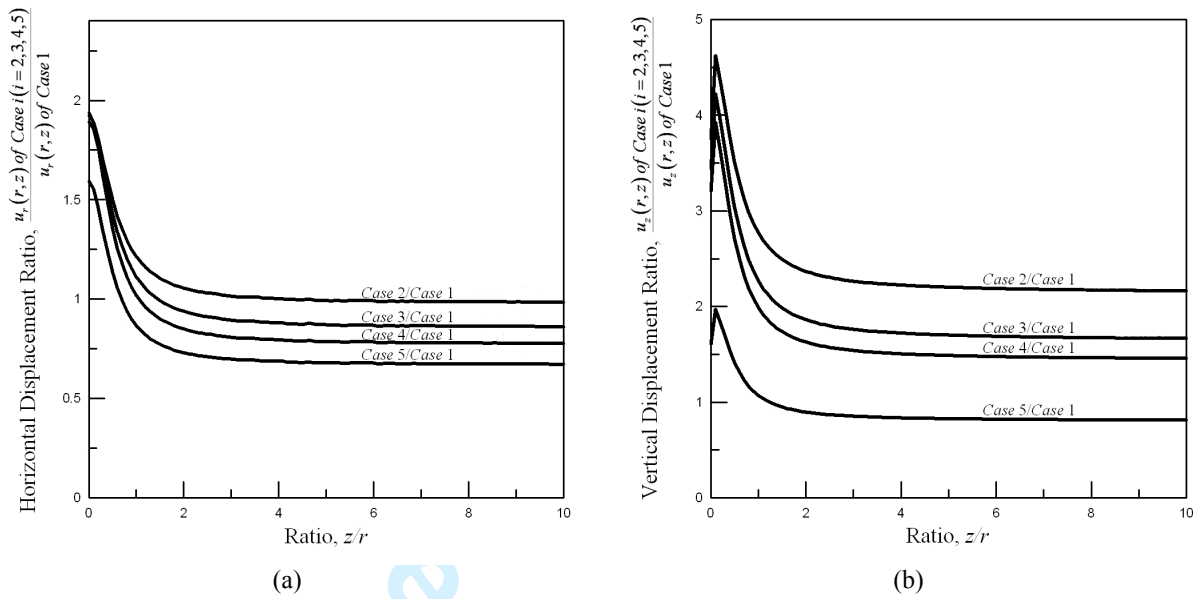 Horizontal Displacement Ratio, u_r(r,z) of Case i(i = 2,3,4,5)
u_r(r,z) of Case 1
2
1.5
1
0.5
0
Case 2/Case 1
Case 3/Case 1
Case 4/Case 1
Case 5/Case 1
0 2 4 6 8 10
Ratio, z/r
(a)
Vertical Displacement Ratio, u_z(r,z) of Case i(i = 2,3,4,5)
u_z(r,z) of Case 1
5
4
3
2
1
0
Case 2/Case 1
Case 3/Case 1
Case 4/Case 1
Case 5/Case 1
0 2 4 6 8 10
Ratio, z/r
(b)